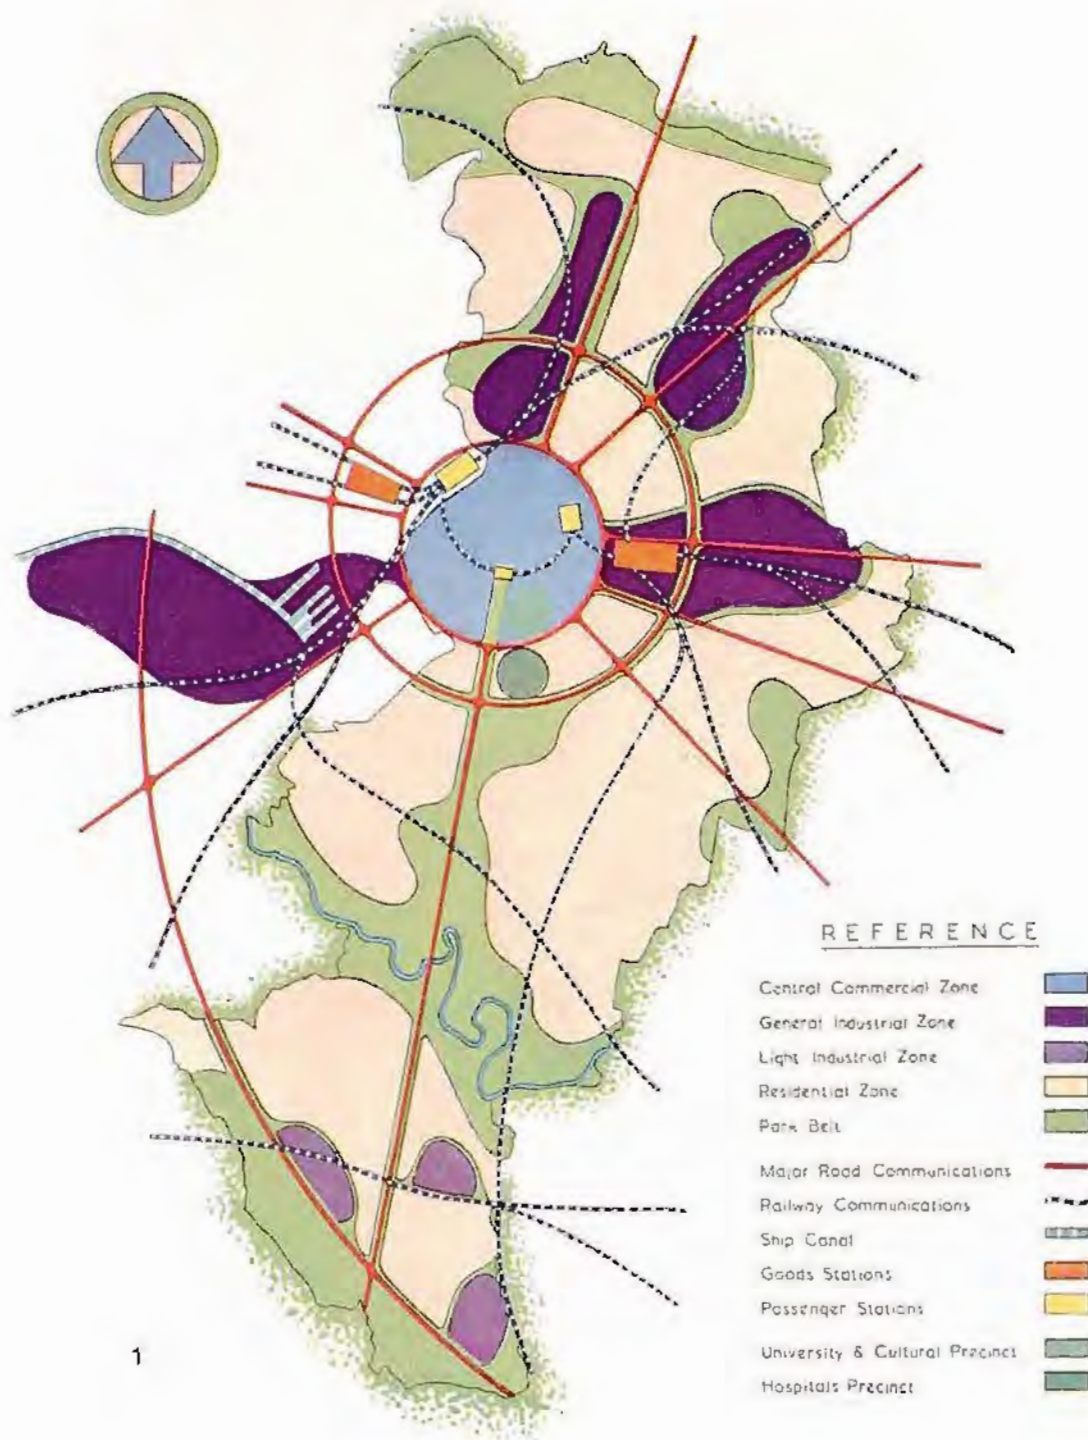 REFERENCE
Central Commercial Zone
General Industrial Zone
Light Industrial Zone
Residential Zone
Park Belt
Major Road Communications
Railway Communications
Ship Canal
Goods Stations
Passenger Stations
University & Cultural Precinct
Hospitals Precinct
1